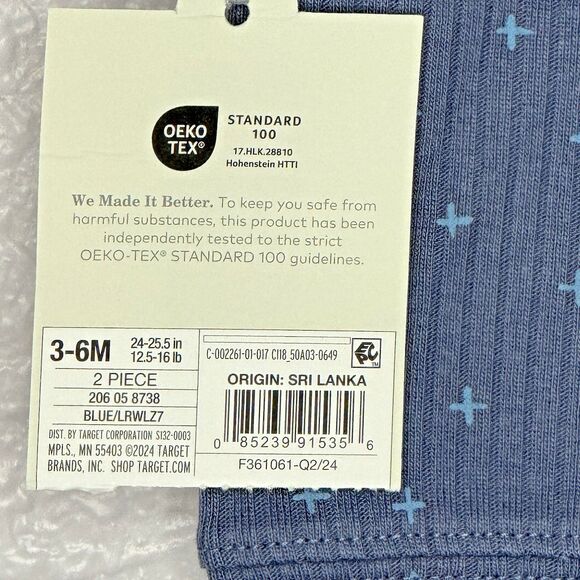 OEKO
TEX®
STANDARD
100
17.HLK.28810
Hohenstein HTTI
We Made It Better. To keep you safe from
harmful substances, this product has been
independently tested to the strict
OEKO-TEX® STANDARD 100 guidelines.
3-6M
24-25.5 in
12.5-16 lb
2 PIECE
206 05 8738
BLUE/LRWLZ7
DIST. BY TARGET CORPORATION S132-0003
MPLS., MN 55403 ©2024 TARGET
BRANDS, INC. SHOP TARGET.COM
C-002261-01-017 C118_50A03-0649
EPC TM
ORIGIN: SRI LANKA
0 85239 91535 6
F361061-Q2/24